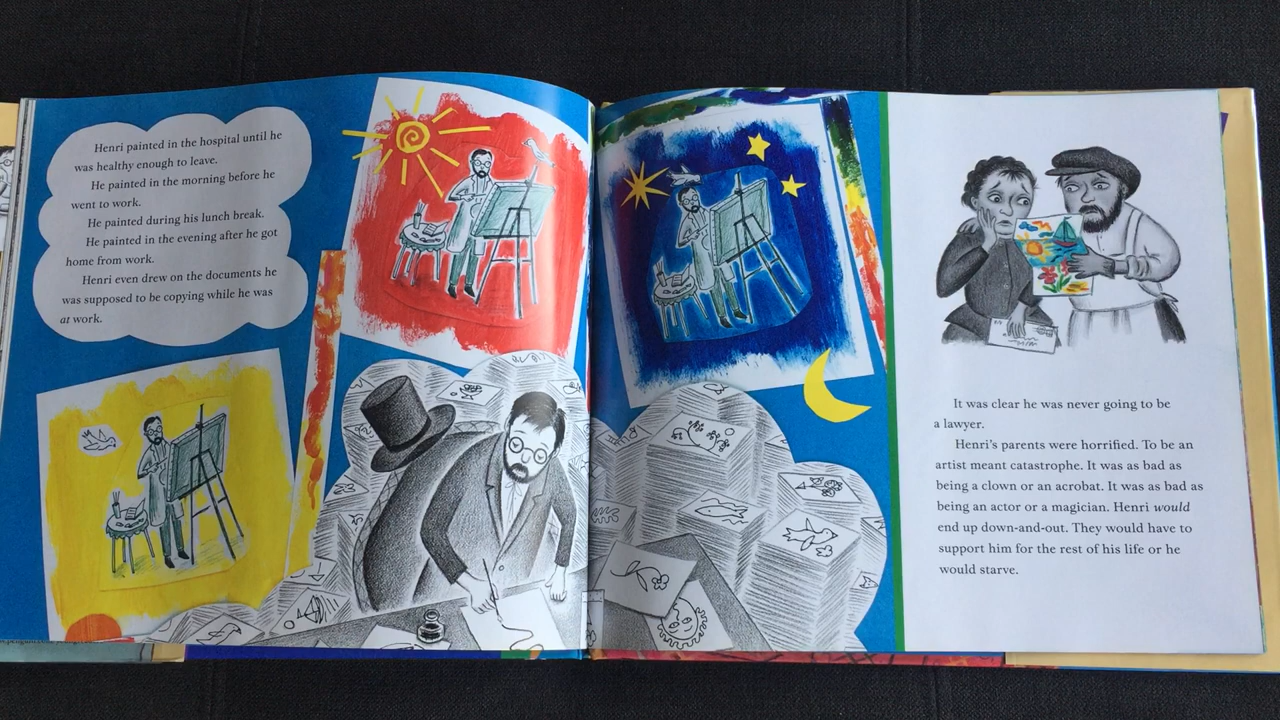 Henri painted in the hospital until he
was healthy enough to leave.
He painted in the morning before he
went to work.
He painted during his lunch break.
He painted in the evening after he got
home from work.
Henri even drew on the documents he
was supposed to be copying while he was
at work.
It was clear he was never going to be
a lawyer.
Henri's parents were horrified. To be an
artist meant catastrophe. It was as bad as
being a clown or an acrobat. It was as bad as
being an actor or a magician. Henri would
end up down-and-out. They would have to
support him for the rest of his life or he
would starve.